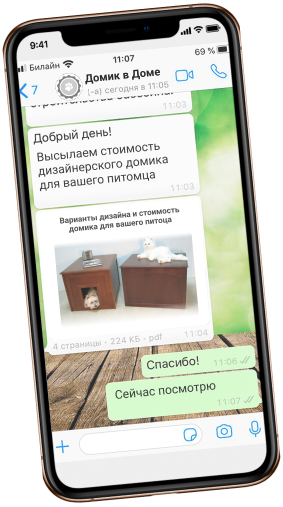 9:41
Билайн
11:07
69 %
7
Домик в Доме
(-а) сегодня в 11:05
11:03
Добрый день!
Высылаем стоимость
дизайнерского домика
для вашего питомца
11:03
Варианты дизайна и стоимость
домика для вашего питоца
4 страницы · 224 КБ · pdf
11:04
Спасибо!
11:06
Сейчас посмотрю
11:07